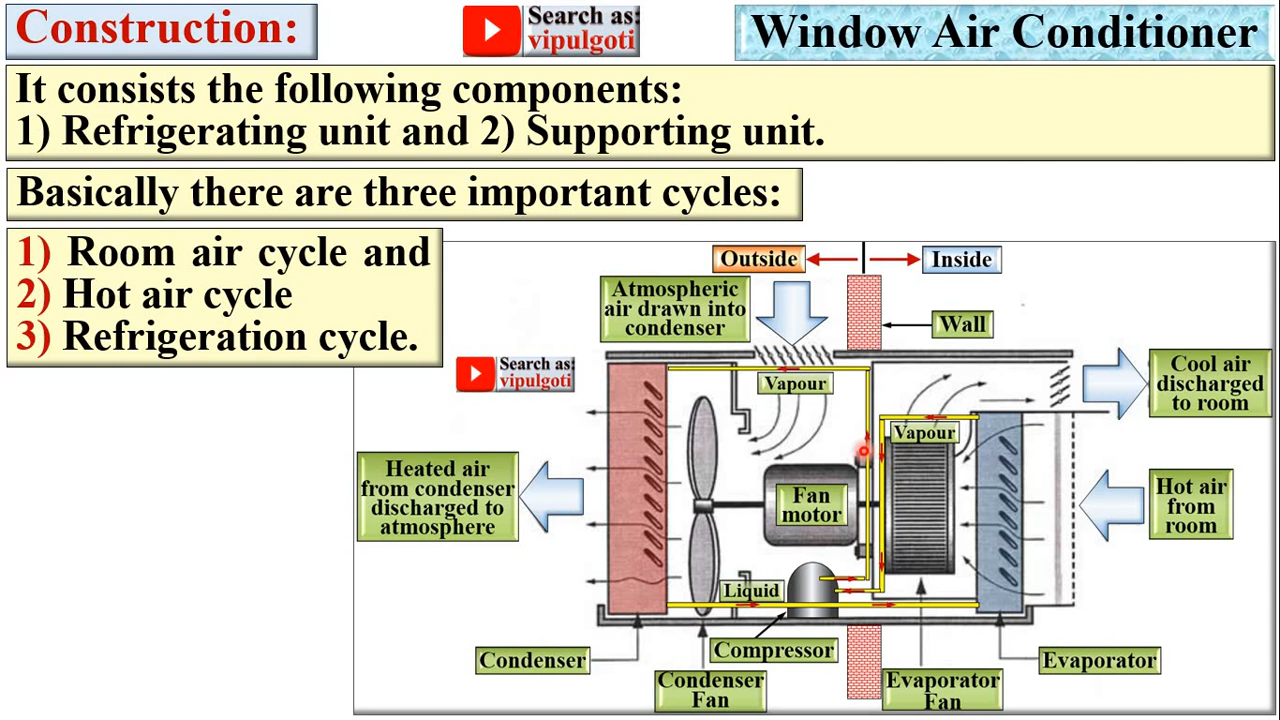 Construction:
Search as:
vipulgoti
Window Air Conditioner
It consists the following components:
1) Refrigerating unit and 2) Supporting unit.
Basically there are three important cycles:
1) Room air cycle and
2) Hot air cycle
3) Refrigeration cycle.
Outside
Inside
Atmospheric
air drawn into
condenser
Wall
Search as:
vipulgoti
Vapour
Cool air
discharged
to room
Vapour
Heated air
from condenser
discharged to
atmosphere
Fan
motor
Hot air
from
room
Liquid
Compressor
Condenser
Evaporator
Condenser
Fan
Evaporator
Fan